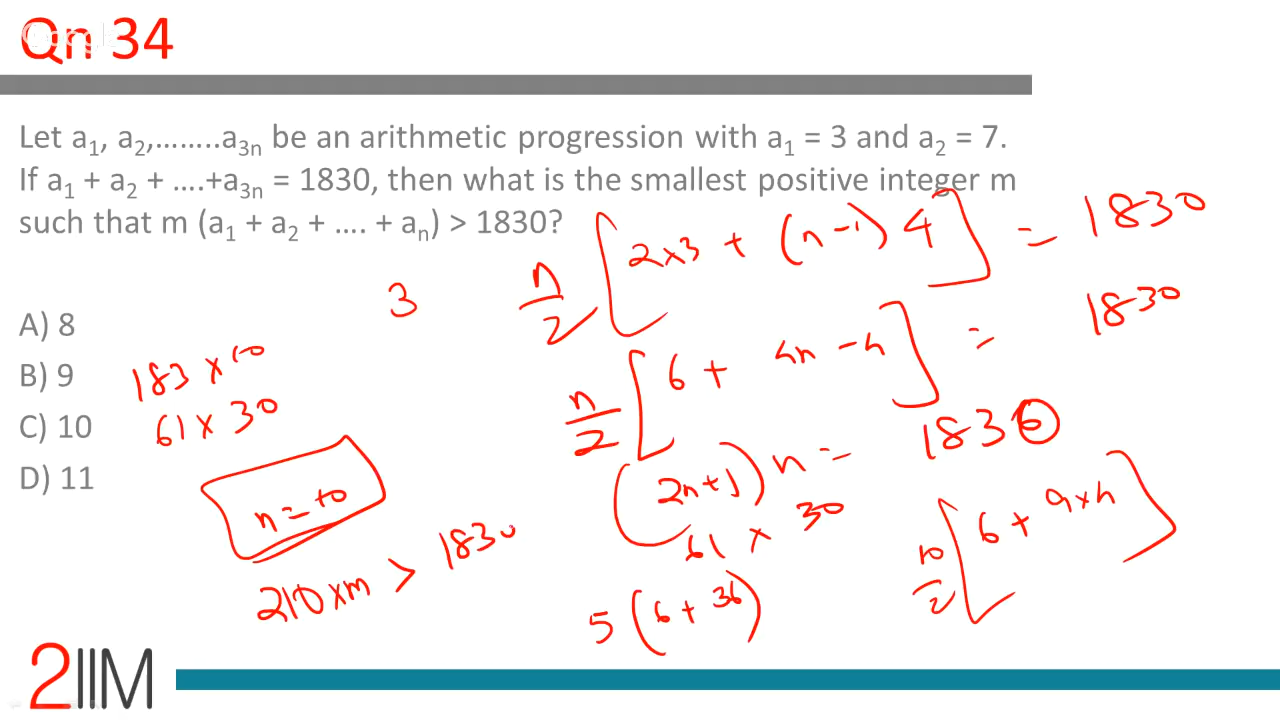 Qn 34
Let a₁, a₂,……..a₃ₙ be an arithmetic progression with a₁ = 3 and a₂ = 7.
If a₁ + a₂ + ….+a₃ₙ = 1830, then what is the smallest positive integer m
such that m (a₁ + a₂ + …. + aₙ) > 1830?
n/2 [2x3 + (n-1) 4] = 1830
3
A) 8
n/2 [6 + 4n - 4] = 1830
183 x 10
B) 9
61 x 30
C) 10
(2n+1) n = 1830
D) 11
n = 10
61 x 30
10/2 [6 + 9x4]
210 x m > 1830
5 (6 + 36)
2IIM